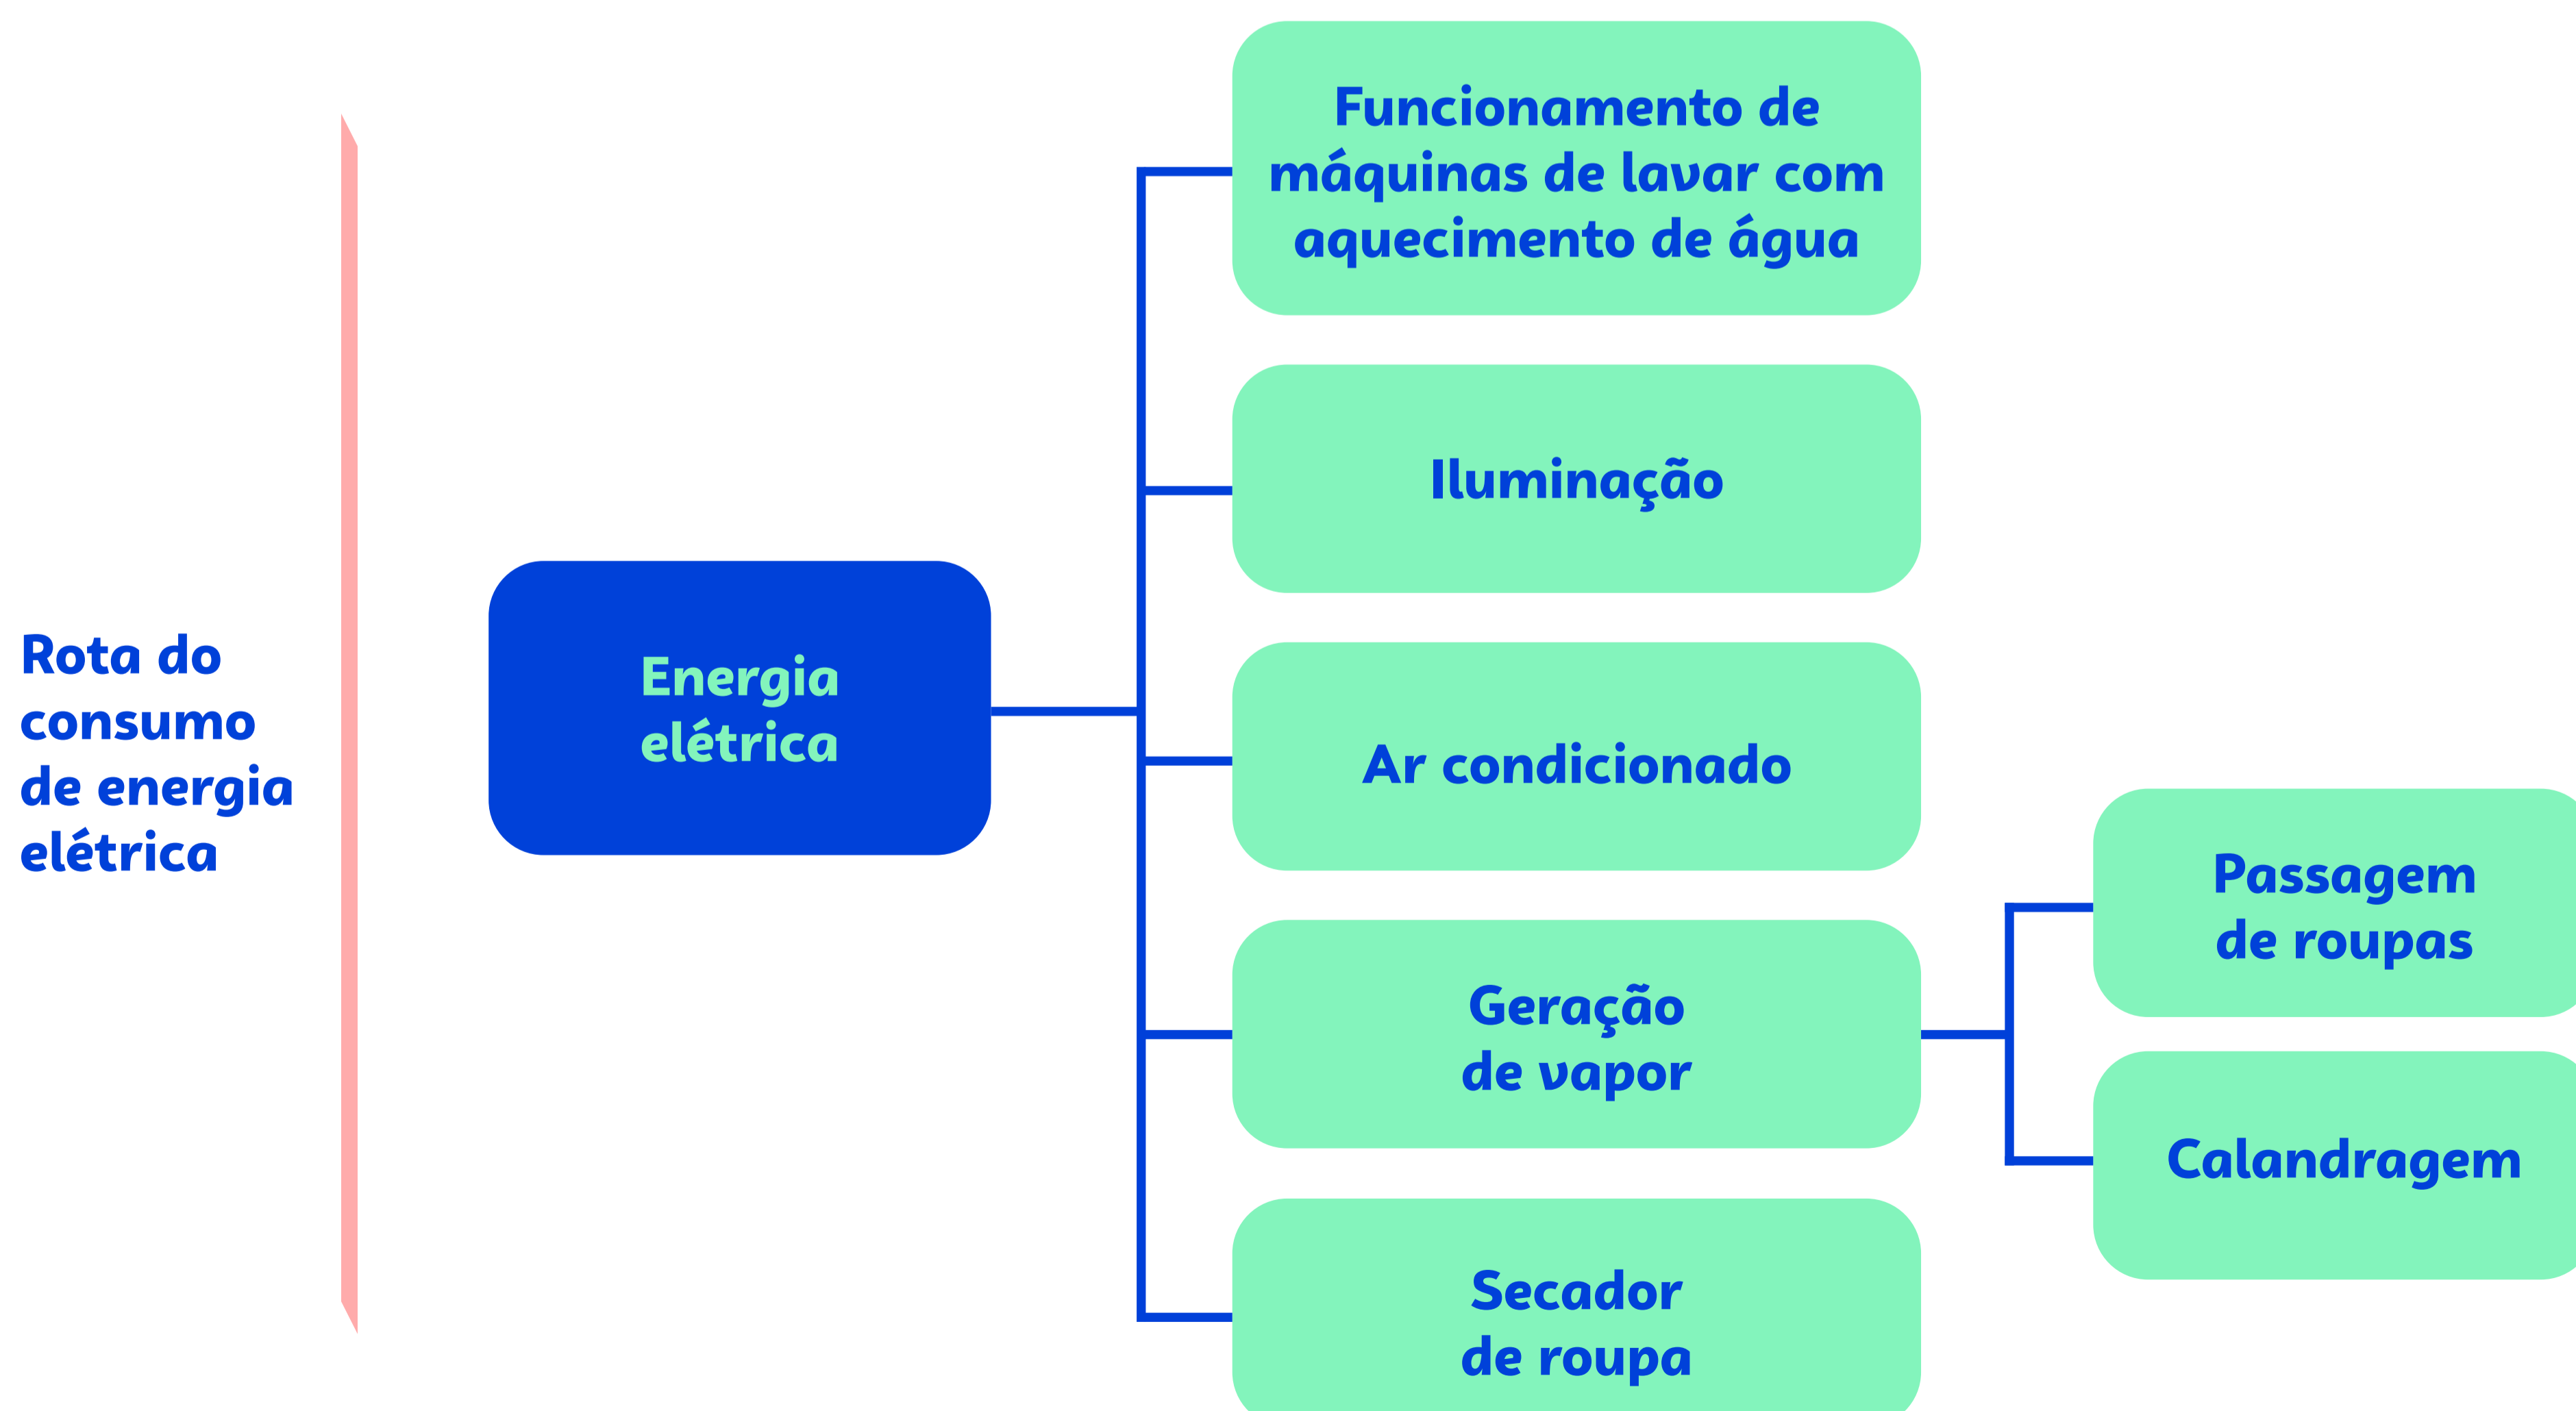 Rota do
consumo
de energia
elétrica
Energia
elétrica
Funcionamento de
máquinas de lavar com
aquecimento de água
Iluminação
Ar condicionado
Geração
de vapor
Secador
de roupa
Passagem
de roupas
Calandragem